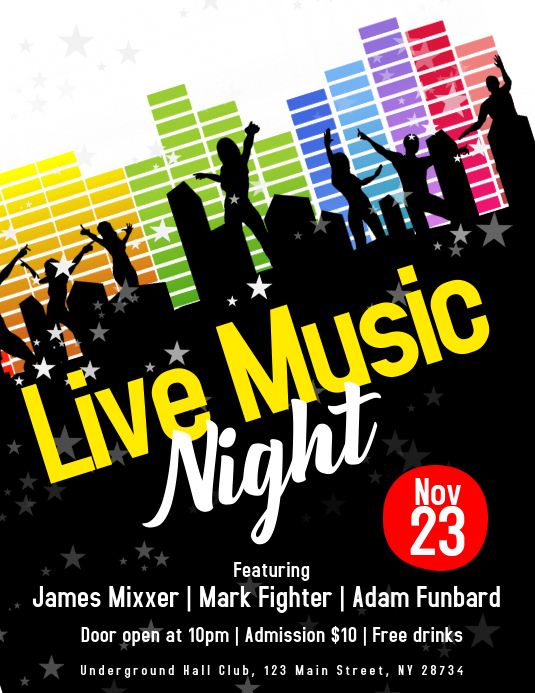 Live Music
Night
Nov
23
Featuring
James Mixxer | Mark Fighter | Adam Funbard
Door open at 10pm | Admission $10 | Free drinks
Underground Hall Club, 123 Main Street, NY 28734